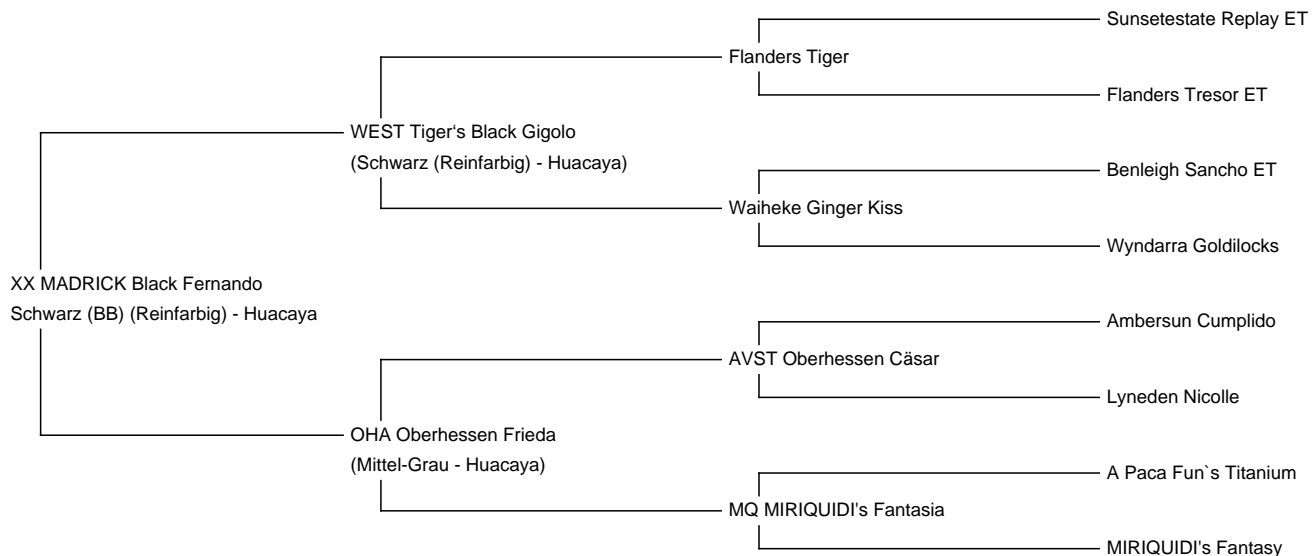 Sunsetestate Replay ET
Flanders Tiger
Flanders Tresor ET
WEST Tiger‘s Black Gigolo
(Schwarz (Reinfarbig) - Huacaya)
Benleigh Sancho ET
Waiheke Ginger Kiss
Wyndarra Goldilocks
XX MADRICK Black Fernando
Schwarz (BB) (Reinfarbig) - Huacaya
Ambersun Cumplido
AVST Oberhessen Cäsar
Lyneden Nicolle
OHA Oberhessen Frieda
(Mittel-Grau - Huacaya)
A Paca Fun`s Titanium
MQ MIRIQUIDI's Fantasia
MIRIQUIDI's Fantasy